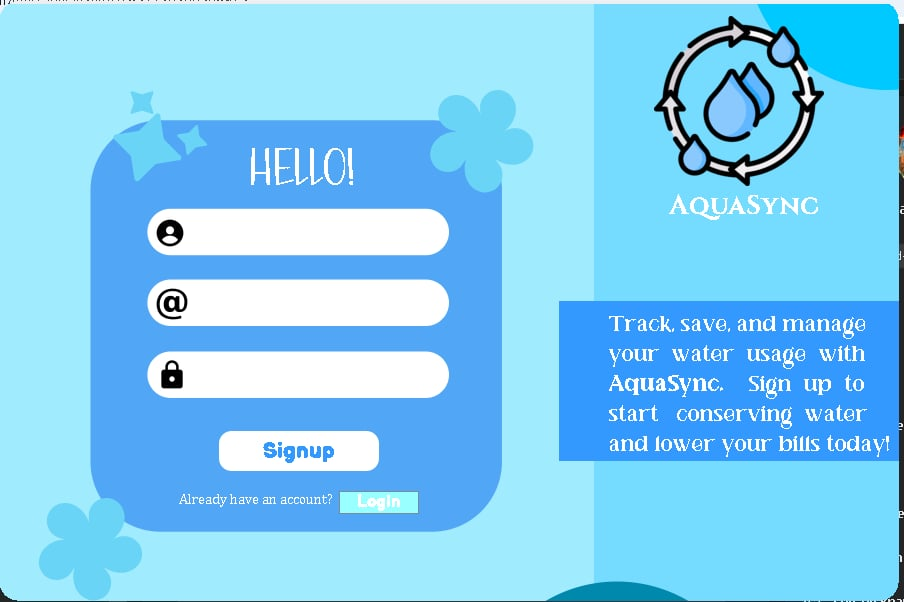 HELLO!
@
Signup
Already have an account? Login
AquaSync
Track, save, and manage
your water usage with
AquaSync. Sign up to
start conserving water
and lower your bills today!